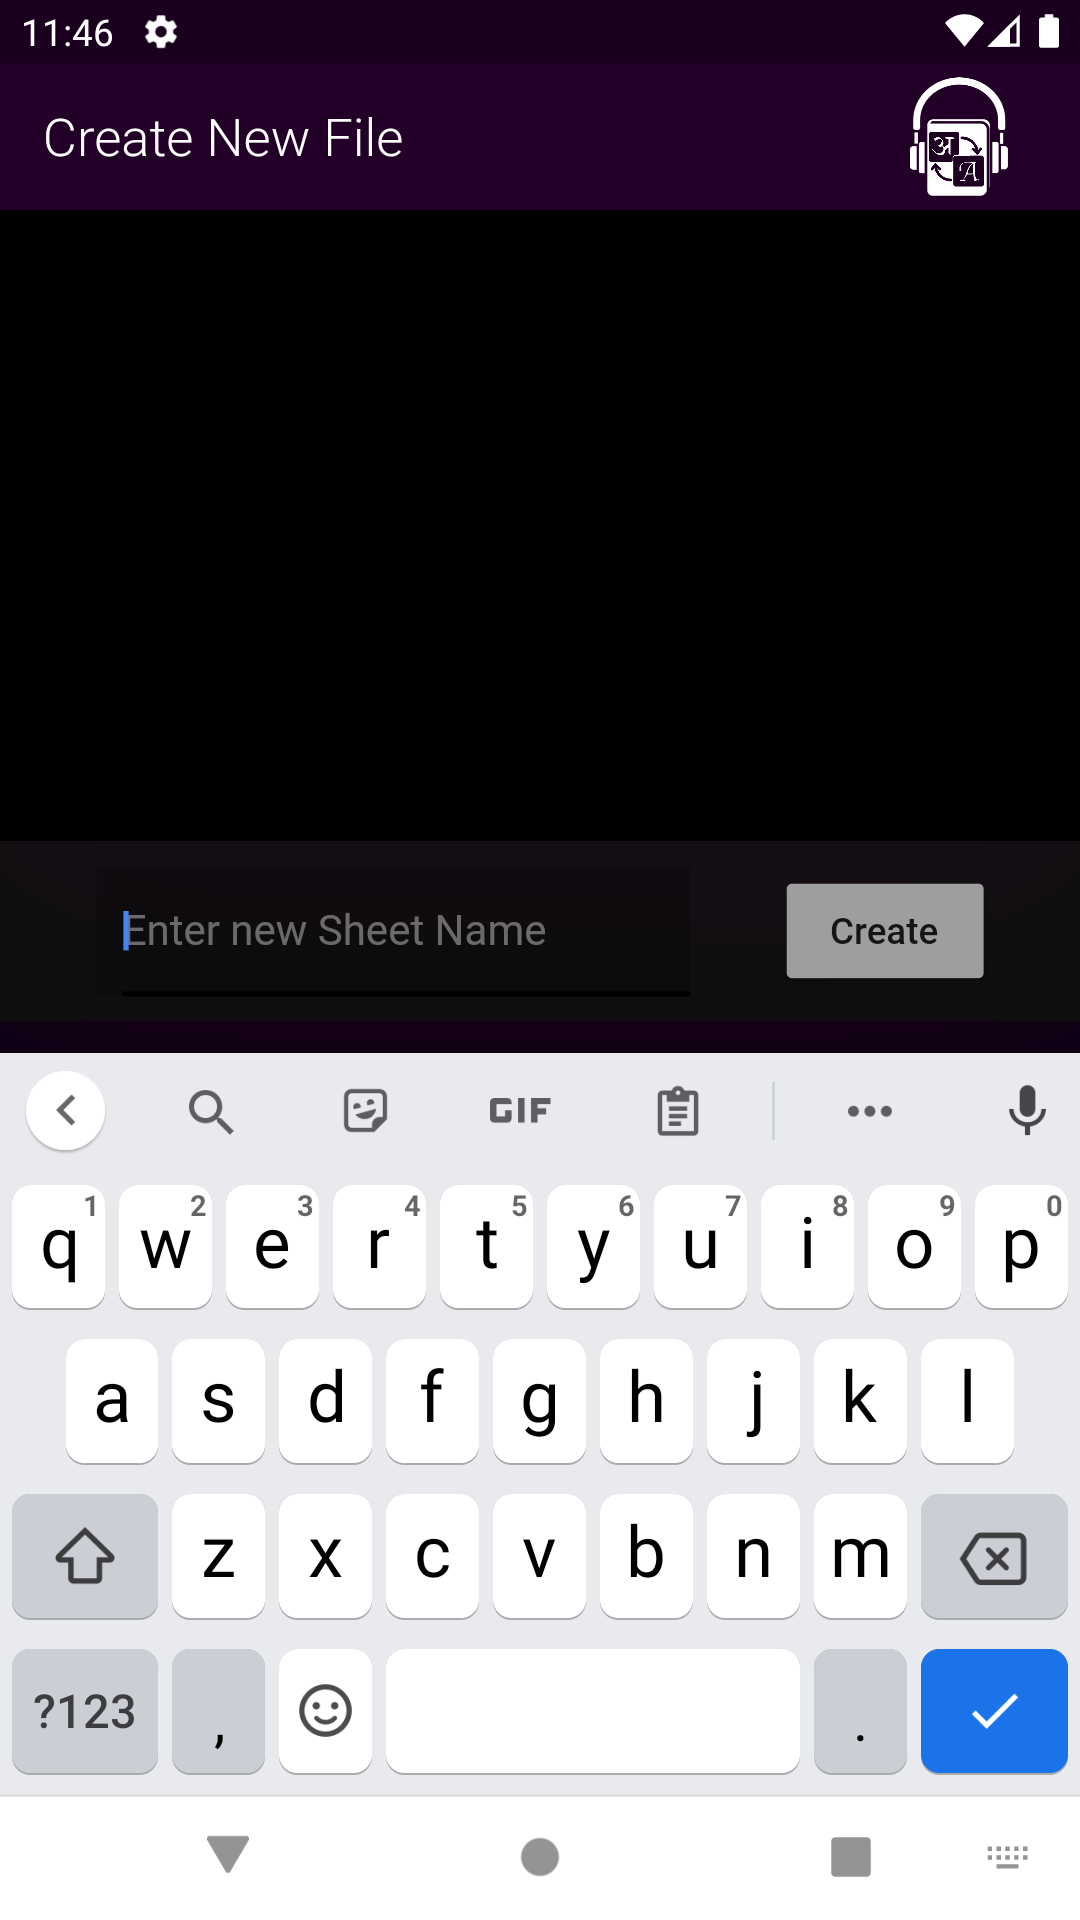 11:46
Create New File
अ
A
Enter new Sheet Name
Create
GIF
q 1 w 2 e 3 r 4 t 5 y 6 u 7 i 8 o 9 p 0
a s d f g h j k l
z x c v b n m
?123 , .